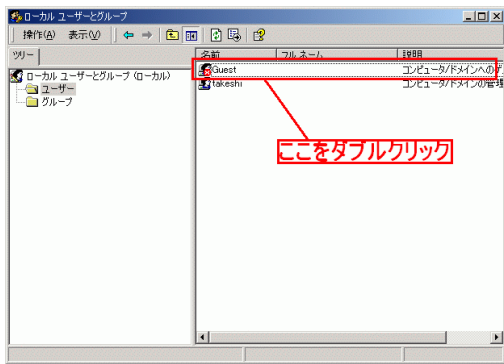 ローカル ユーザーとグループ
操作(A) 表示(V)
ツリー
名前 フル ネーム 説明
ローカル ユーザーとグループ (ローカル)
ユーザー
グループ
Guest コンピュータ/ドメインへの
takeshi コンピュータ/ドメインの管理
ここをダブルクリック